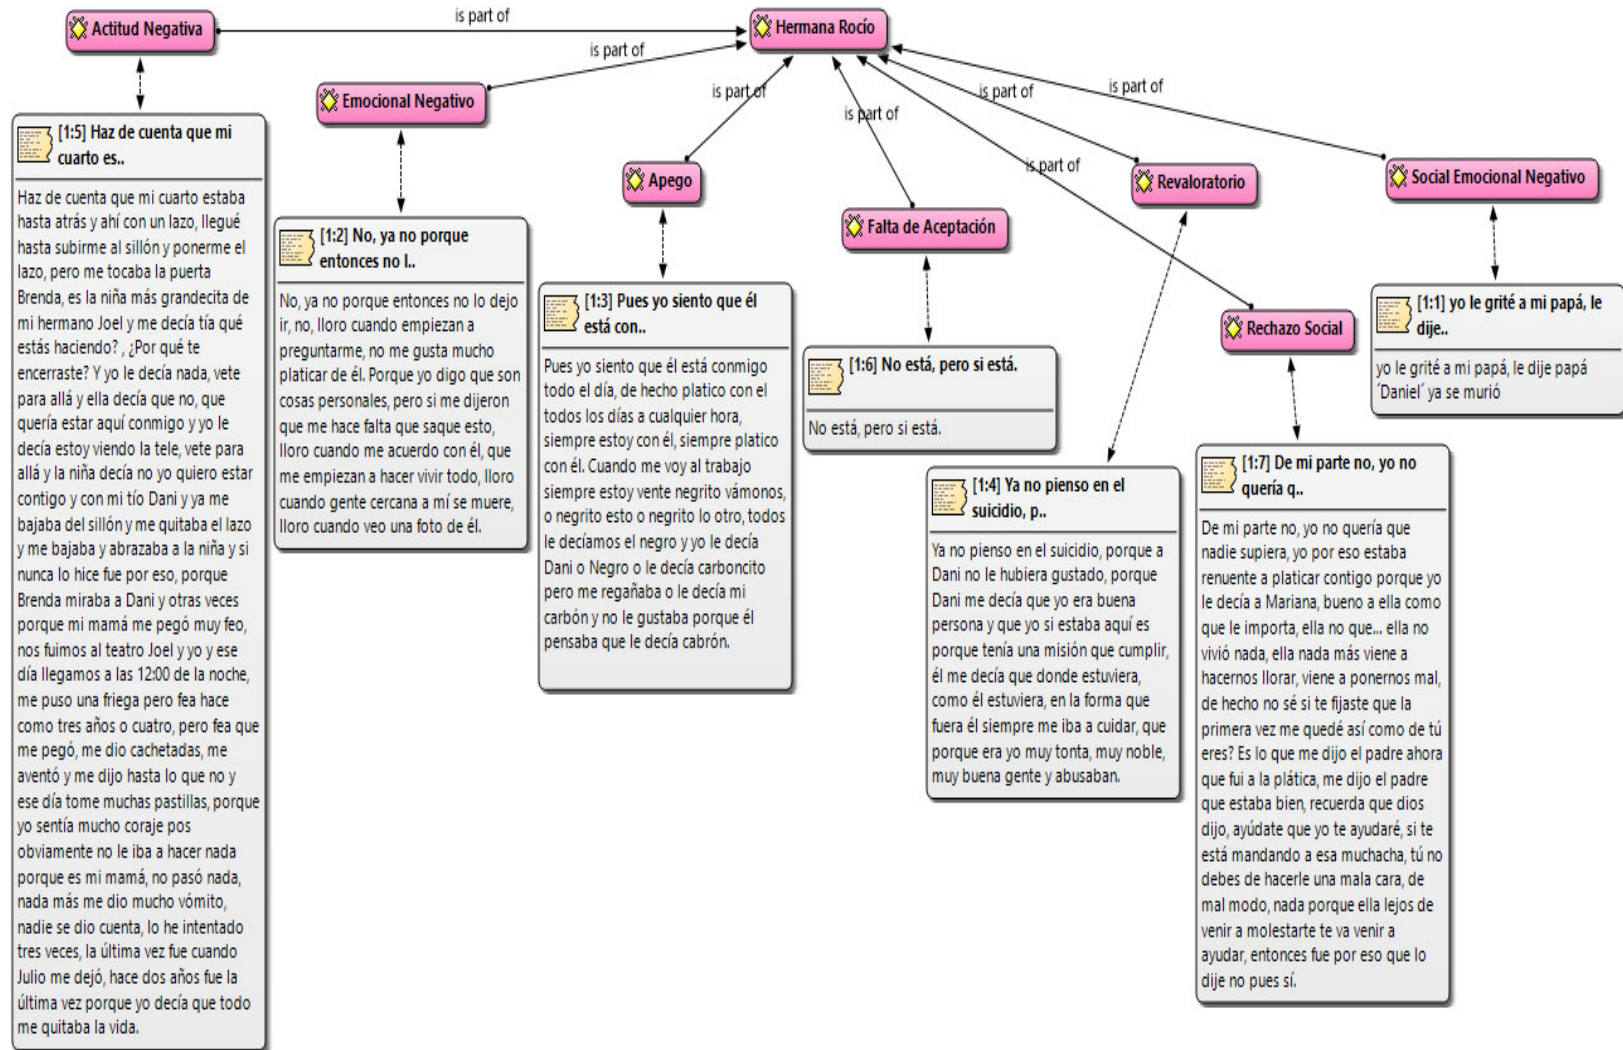 Actitud Negativa
is part of
Hermana Rocío
is part of
Emocional Negativo
is part of
is part of
is part of
is part of
is part of
Apego
Falta de Aceptación
Revaloratorio
Social Emocional Negativo
Rechazo Social
[1:5] Haz de cuenta que mi
cuarto es..
Haz de cuenta que mi cuarto estaba
hasta atrás y ahí con un lazo, llegué
hasta subirme al sillón y ponerme el
lazo, pero me tocaba la puerta
Brenda, es la niña más grandecita de
mi hermano Joel y me decía tía qué
estás haciendo? , ¿Por qué te
encerraste? Y yo le decía nada, vete
para allá y ella decía que no, que
quería estar aquí conmigo y yo le
decía estoy viendo la tele, vete para
allá y la niña decía no yo quiero estar
contigo y con mi tío Dani y ya me
bajaba del sillón y me quitaba el lazo
y me bajaba y abrazaba a la niña y si
nunca lo hice fue por eso, porque
Brenda miraba a Dani y otras veces
porque mi mamá me pegó muy feo,
nos fuimos al teatro Joel y yo y ese
día llegamos a las 12:00 de la noche,
me puso una friega pero fea hace
como tres años o cuatro, pero fea que
me pegó, me dio cachetadas, me
aventó y me dijo hasta lo que no y
ese día tome muchas pastillas, porque
yo sentía mucho coraje pos
obviamente no le iba a hacer nada
porque es mi mamá, no pasó nada,
nada más me dio mucho vómito,
nadie se dio cuenta, lo he intentado
tres veces, la última vez fue cuando
Julio me dejó, hace dos años fue la
última vez porque yo decía que todo
me quitaba la vida.
[1:2] No, ya no porque
entonces no l..
No, ya no porque entonces no lo dejo
ir, no, lloro cuando empiezan a
preguntarme, no me gusta mucho
platicar de él. Porque yo digo que son
cosas personales, pero si me dijeron
que me hace falta que saque esto,
lloro cuando me acuerdo con él, que
me empiezan a hacer vivir todo, lloro
cuando gente cercana a mí se muere,
lloro cuando veo una foto de él.
[1:3] Pues yo siento que él
está con..
Pues yo siento que él está conmigo
todo el día, de hecho platico con el
todos los días a cualquier hora,
siempre estoy con él, siempre platico
con él. Cuando me voy al trabajo
siempre estoy vente negrito vámonos,
o negrito esto o negrito lo otro, todos
le decíamos el negro y yo le decía
Dani o Negro o le decía carboncito
pero me regañaba o le decía mi
carbón y no le gustaba porque él
pensaba que le decía cabrón.
[1:6] No está, pero si está.
No está, pero si está.
[1:4] Ya no pienso en el
suicidio, p..
Ya no pienso en el suicidio, porque a
Dani no le hubiera gustado, porque
Dani me decía que yo era buena
persona y que yo si estaba aquí es
porque tenía una misión que cumplir,
él me decía que donde estuviera,
como él estuviera, en la forma que
fuera él siempre me iba a cuidar, que
porque era yo muy tonta, muy noble,
muy buena gente y abusaban.
[1:7] De mi parte no, yo no
quería q..
De mi parte no, yo no quería que
nadie supiera, yo por eso estaba
renuente a platicar contigo porque yo
le decía a Mariana, bueno a ella como
que le importa, ella no que... ella no
vivió nada, ella nada más viene a
hacernos llorar, viene a ponernos mal,
de hecho no sé si te fijaste que la
primera vez me quedé así como de tú
eres? Es lo que me dijo el padre ahora
que fui a la plática, me dijo el padre
que estaba bien, recuerda que dios
dijo, ayúdate que yo te ayudaré, si te
está mandando a esa muchacha, tú no
debes de hacerle una mala cara, de
mal modo, nada porque ella lejos de
venir a molestarte te va venir a
ayudar, entonces fue por eso que lo
dije no pues sí.
[1:1] yo le grité a mi papá, le
dije..
yo le grité a mi papá, le dije papá
´Daniel´ ya se murió